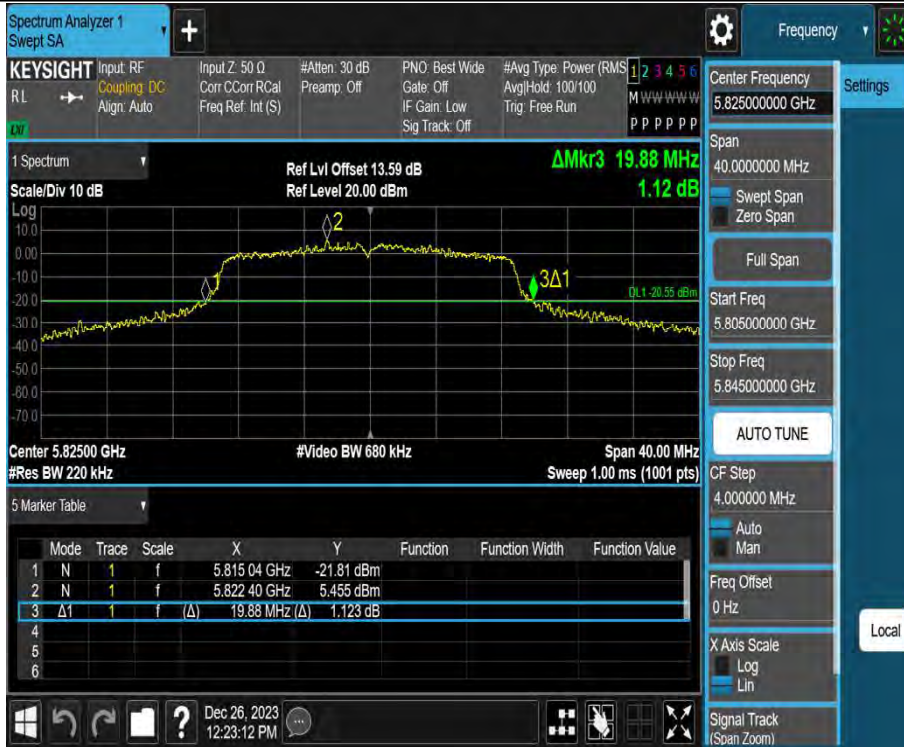 Spectrum Analyzer 1
Swept SA
+
Frequency
KEYSIGHT
R L
Input: RF
Coupling: DC
Align: Auto
Input Z: 50 Ω
Corr CCorr RCal
Freq Ref: Int (S)
#Atten: 30 dB
Preamp: Off
PNO: Best Wide
Gate: Off
IF Gain: Low
Sig Track: Off
#Avg Type: Power (RMS
Avg|Hold: 100/100
Trig: Free Run
1 2 3 4 5 6
M W W W W W
P P P P P P
1 Spectrum
Scale/Div 10 dB
Ref Lvl Offset 13.59 dB
Ref Level 20.00 dBm
ΔMkr3 19.88 MHz
1.12 dB
Log
10.0
0.00
-10.0
-20.0
-30.0
-40.0
-50.0
-60.0
-70.0
1
2
3Δ1
DL1 -20.55 dBm
Center 5.82500 GHz
#Video BW 680 kHz
Span 40.00 MHz
#Res BW 220 kHz
Sweep 1.00 ms (1001 pts)
5 Marker Table
Mode Trace Scale X Y Function Function Width Function Value
1 N 1 f 5.815 04 GHz -21.81 dBm
2 N 1 f 5.822 40 GHz 5.455 dBm
3 Δ1 1 f (Δ) 19.88 MHz (Δ) 1.123 dB
4
5
6
?
Dec 26, 2023
12:23:12 PM
Center Frequency
5.825000000 GHz
Span
40.0000000 MHz
Swept Span
Zero Span
Full Span
Start Freq
5.805000000 GHz
Stop Freq
5.845000000 GHz
AUTO TUNE
CF Step
4.000000 MHz
Auto
Man
Freq Offset
0 Hz
X Axis Scale
Log
Lin
Signal Track
(Span Zoom)
Settings
Local